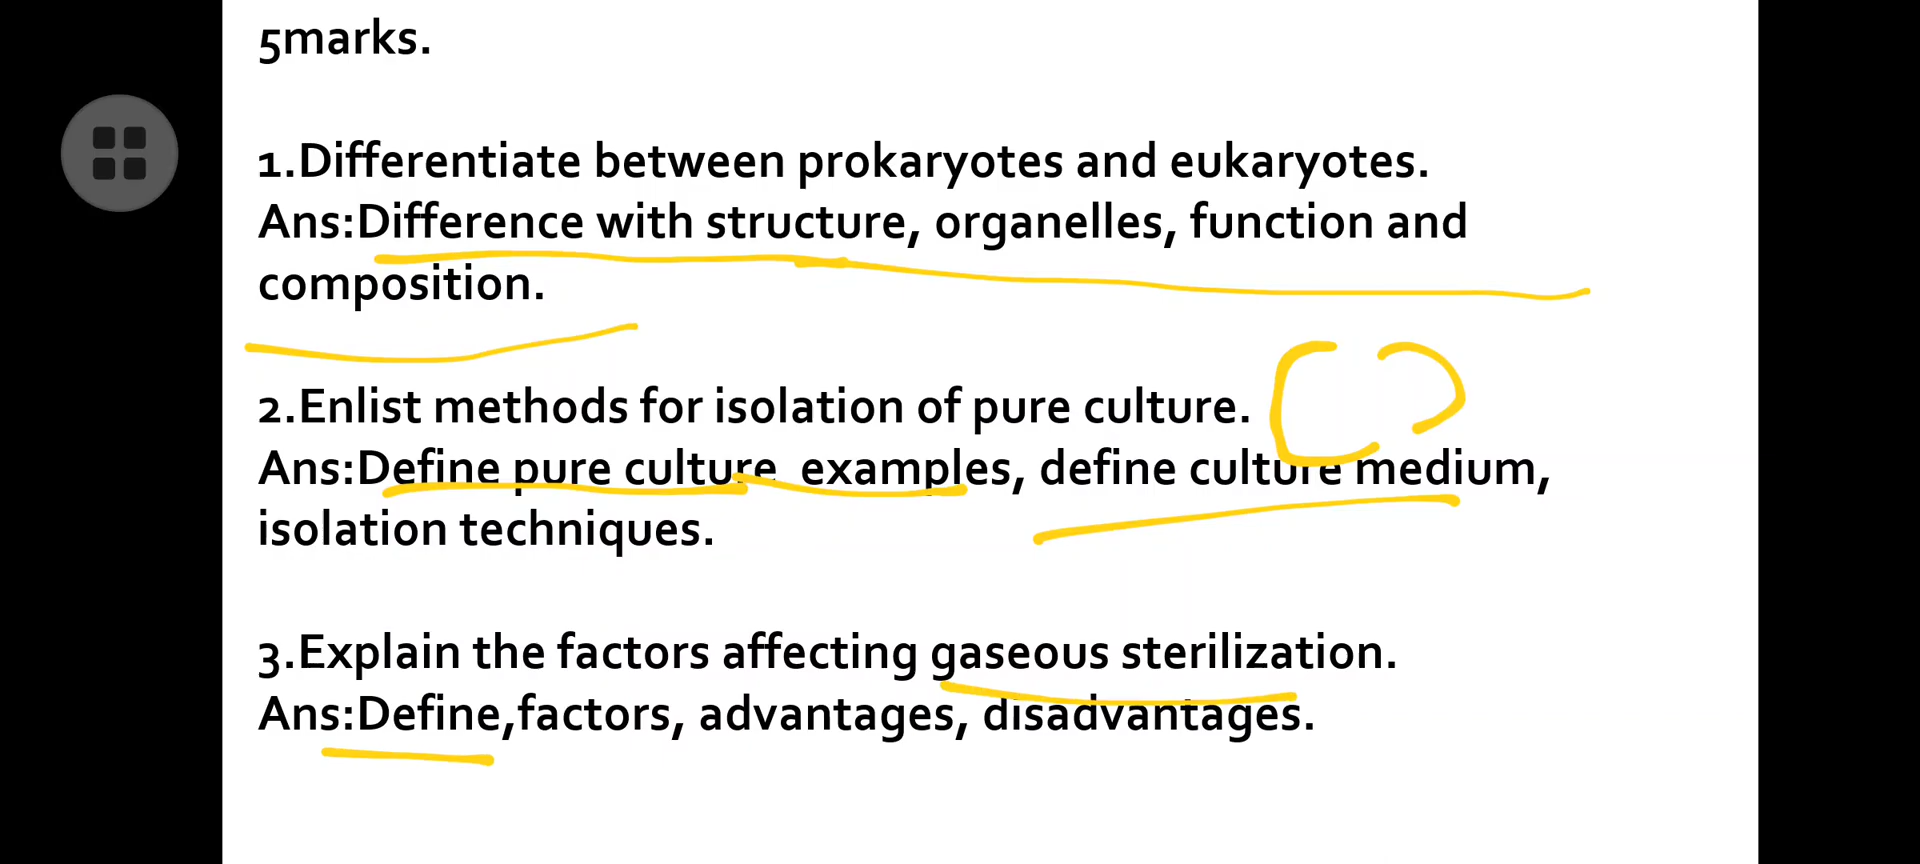 5marks.
1.Differentiate between prokaryotes and eukaryotes.
Ans:Difference with structure, organelles, function and
composition.
2.Enlist methods for isolation of pure culture.
Ans:Define pure culture  examples, define culture medium,
isolation techniques.
3.Explain the factors affecting gaseous sterilization.
Ans:Define,factors, advantages, disadvantages.